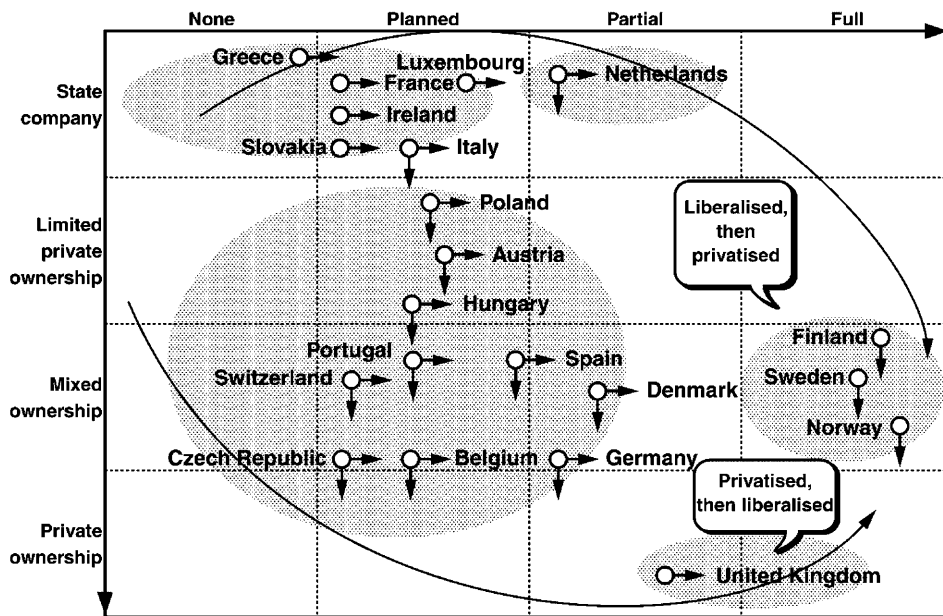 None Planned Partial Full
State
company
Greece
Luxembourg
France
Netherlands
Ireland
Slovakia
Italy
Limited
private
ownership
Poland
Austria
Hungary
Liberalised,
then
privatised
Mixed
ownership
Finland
Portugal
Spain
Switzerland
Sweden
Denmark
Norway
Czech Republic
Belgium
Germany
Private
ownership
Privatised,
then liberalised
United Kingdom